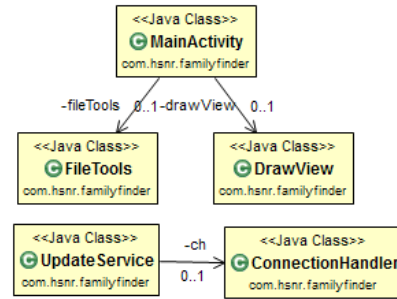 <<Java Class>>
C MainActivity
com.hsnr.familyfinder
-fileTools 0..1 -drawView 0..1
<<Java Class>>
C FileTools
com.hsnr.familyfinder
<<Java Class>>
C DrawView
com.hsnr.familyfinder
<<Java Class>>
C UpdateService
com.hsnr.familyfinder
-ch
0..1
<<Java Class>>
C ConnectionHandler
com.hsnr.familyfinder